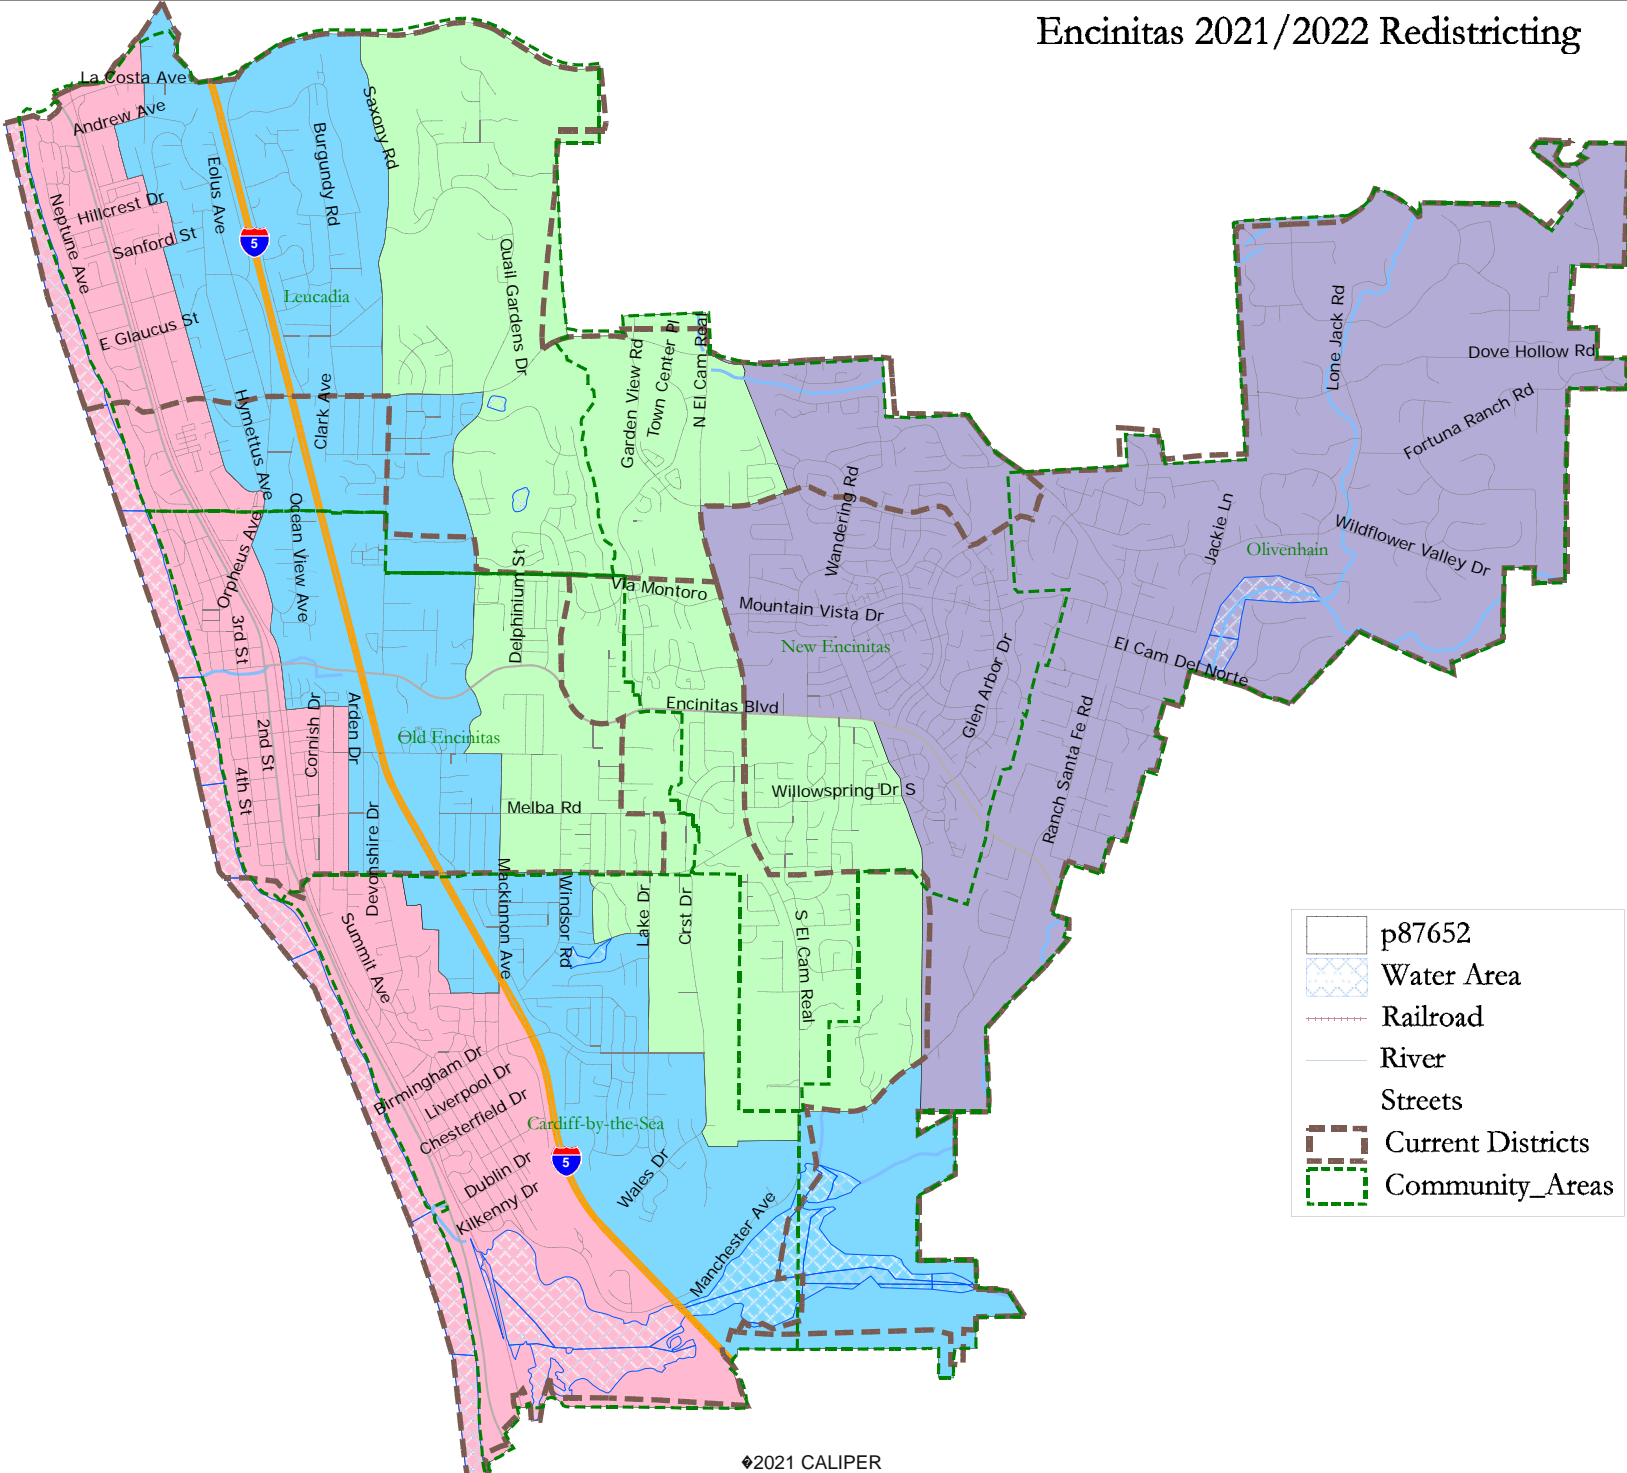 Encinitas 2021/2022 Redistricting
La Costa Ave
Andrew Ave
Saxony Rd
Burgundy Rd
Eolus Ave
Hillcrest Dr
Neptune Ave
Sanford St
5
Quail Gardens Dr
Leucadia
E Glaucus St
Garden View Rd
Town Center Pl
N El Cam Real
Lone Jack Rd
Dove Hollow Rd
Fortuna Ranch Rd
Hymettus Ave
Clark Ave
Wandering Rd
Jackie Ln
Wildflower Valley Dr
Olivenhain
Ocean View Ave
Orpheus Ave
Delphinium St
Via Montoro
Mountain Vista Dr
New Encinitas
3rd St
Glen Arbor Dr
El Cam Del Norte
Encinitas Blvd
Ranch Santa Fe Rd
2nd St
Cornish Dr
Arden Dr
Old Encinitas
4th St
Melba Rd
Willowspring Dr S
Devonshire Dr
Mackinnon Ave
Windsor Rd
Lake Dr
Crst Dr
S El Cam Real
Summit Ave
Birmingham Dr
Liverpool Dr
Chesterfield Dr
Cardiff-by-the-Sea
5
Dublin Dr
Kilkenny Dr
Wales Dr
Manchester Ave
p87652
Water Area
Railroad
River
Streets
Current Districts
Community_Areas
�2021 CALIPER